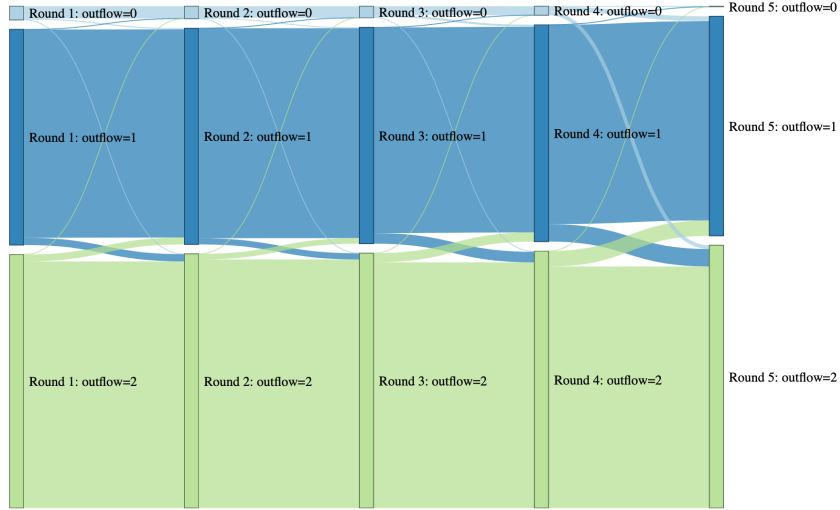 Round 1: outflow=0
Round 2: outflow=0
Round 3: outflow=0
Round 4: outflow=0
Round 5: outflow=0
Round 1: outflow=1
Round 2: outflow=1
Round 3: outflow=1
Round 4: outflow=1
Round 5: outflow=1
Round 1: outflow=2
Round 2: outflow=2
Round 3: outflow=2
Round 4: outflow=2
Round 5: outflow=2